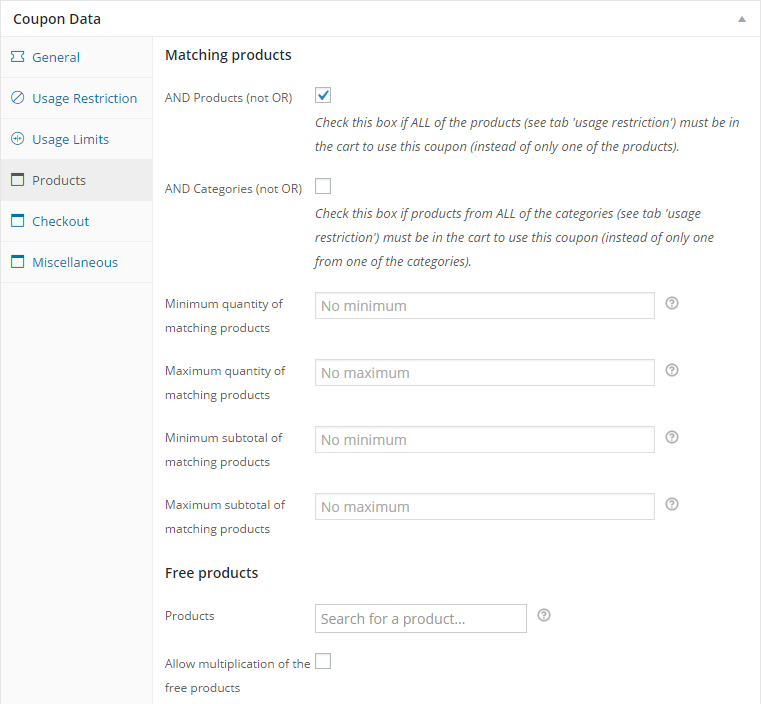 Coupon Data
General
Usage Restriction
Usage Limits
Products
Checkout
Miscellaneous
Matching products
AND Products (not OR)
Check this box if ALL of the products (see tab 'usage restriction') must be in
the cart to use this coupon (instead of only one of the products).
AND Categories (not OR)
Check this box if products from ALL of the categories (see tab 'usage
restriction') must be in the cart to use this coupon (instead of only one
from one of the categories).
Minimum quantity of
matching products
No minimum
Maximum quantity of
matching products
No maximum
Minimum subtotal of
matching products
No minimum
Maximum subtotal of
matching products
No maximum
Free products
Products
Search for a product…
Allow multiplication of the
free products